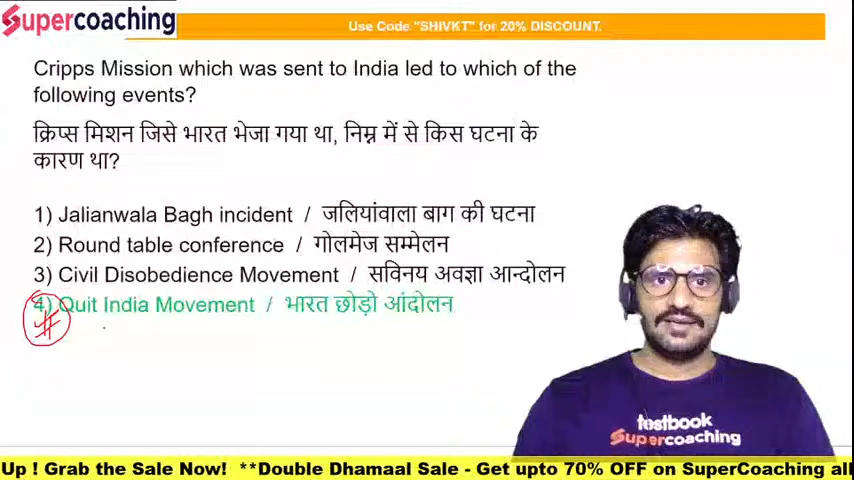 Supercoaching
Use Code "SHIVKT" for 20% DISCOUNT.
Cripps Mission which was sent to India led to which of the
following events?
क्रिप्स मिशन जिसे भारत भेजा गया था, निम्न में से किस घटना के
कारण था?
1) Jalianwala Bagh incident / जलियांवाला बाग की घटना
2) Round table conference / गोलमेज सम्मेलन
3) Civil Disobedience Movement / सविनय अवज्ञा आन्दोलन
4) Quit India Movement / भारत छोड़ो आंदोलन
testbook
Supercoaching
Up ! Grab the Sale Now! **Double Dhamaal Sale - Get upto 70% OFF on SuperCoaching all